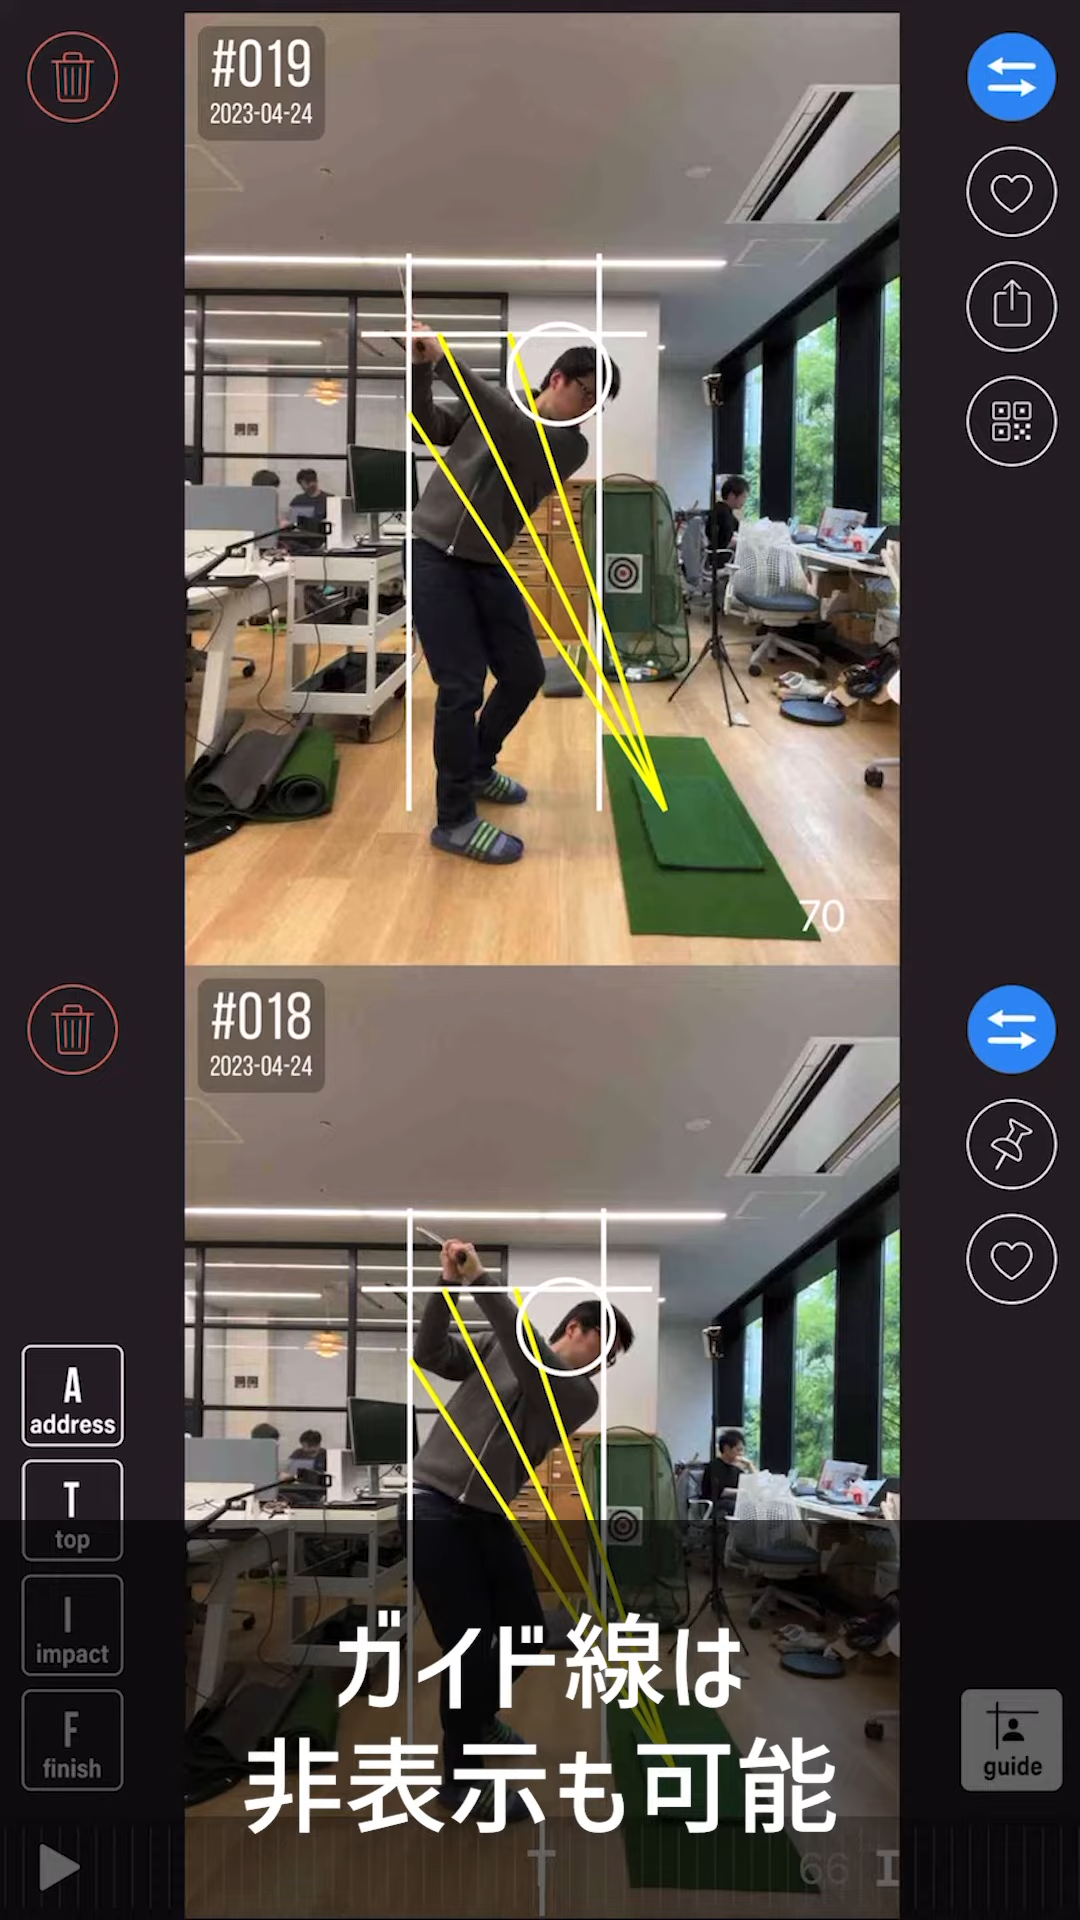 #019
2023-04-24
70
#018
2023-04-24
A
address
T
top
I
impact
F
finish
ガイド線は
非表示も可能
guide
T
66
I